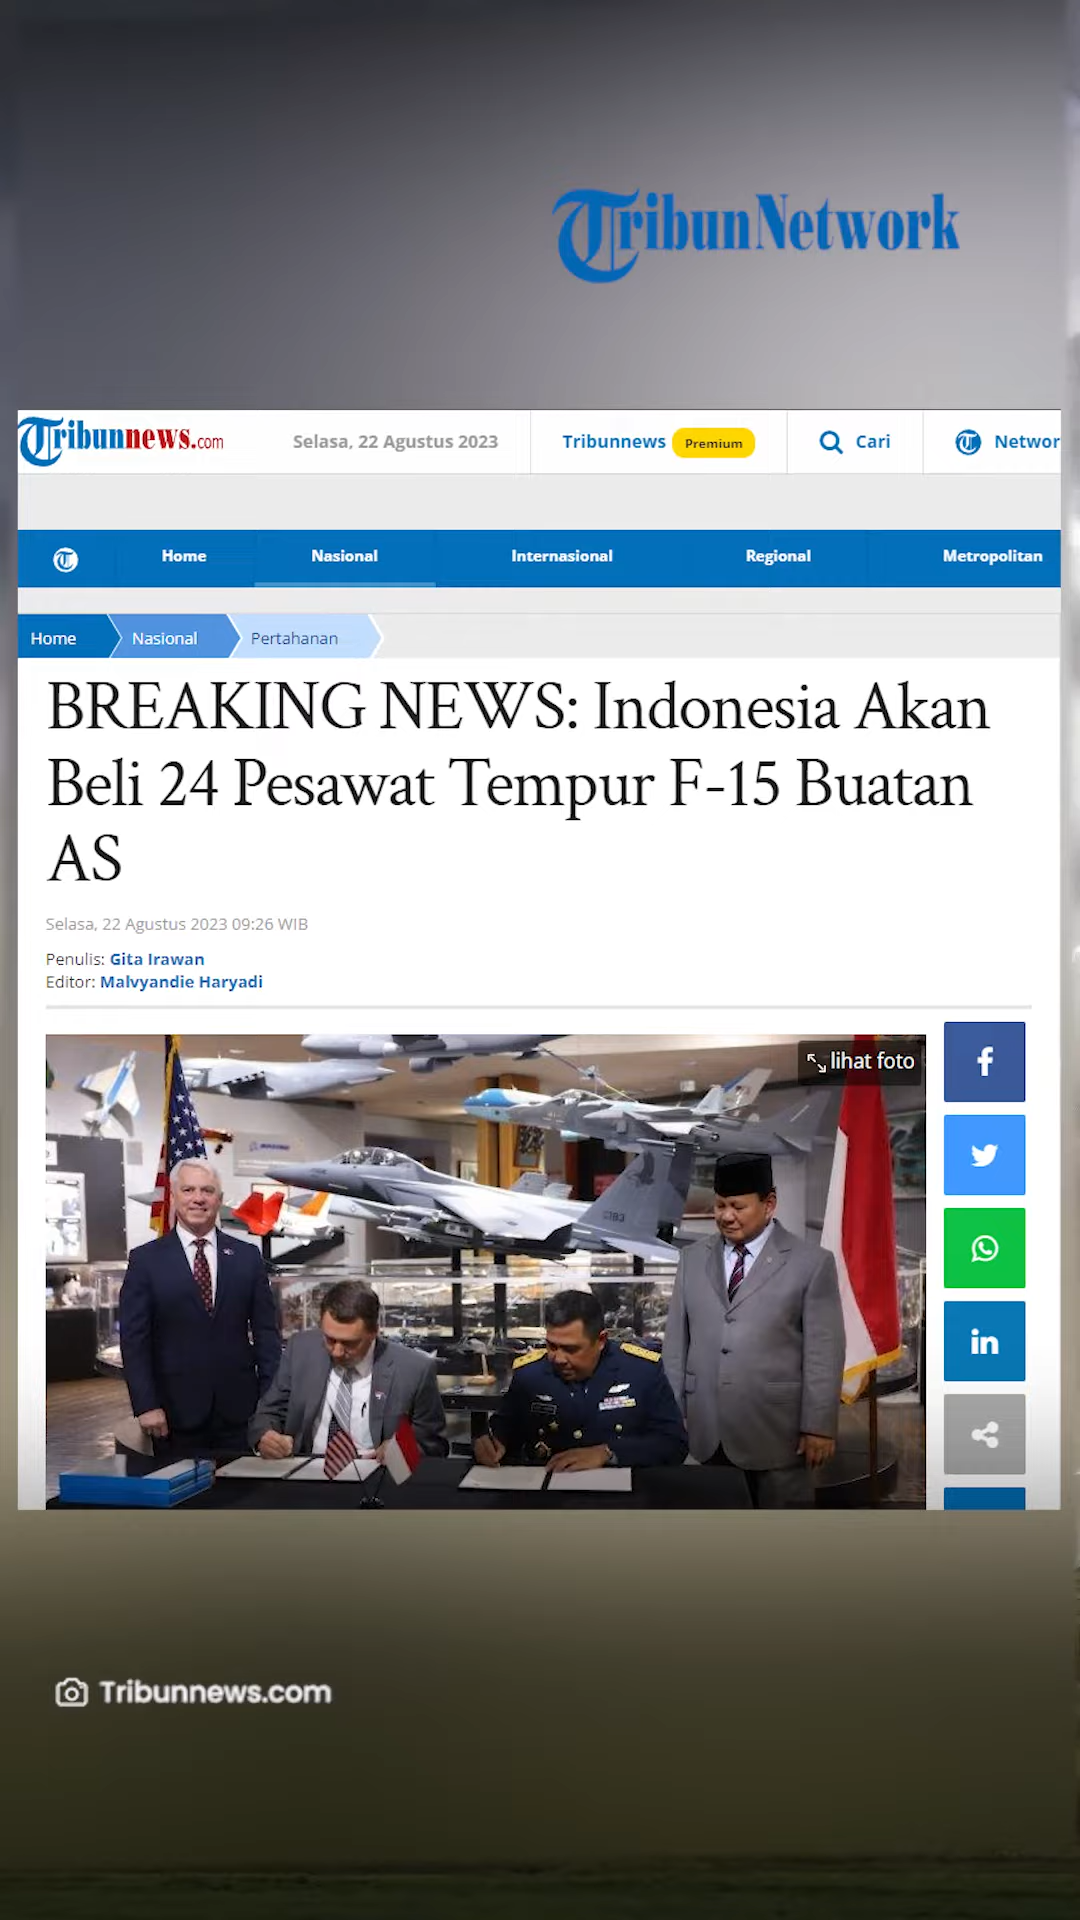 TribunNetwork
Tribunnews.com
Selasa, 22 Agustus 2023
Tribunnews Premium
Cari
Networ
Home
Nasional
Internasional
Regional
Metropolitan
Home
Nasional
Pertahanan
BREAKING NEWS: Indonesia Akan
Beli 24 Pesawat Tempur F-15 Buatan
AS
Selasa, 22 Agustus 2023 09:26 WIB
Penulis: Gita Irawan
Editor: Malvyandie Haryadi
lihat foto
Tribunnews.com